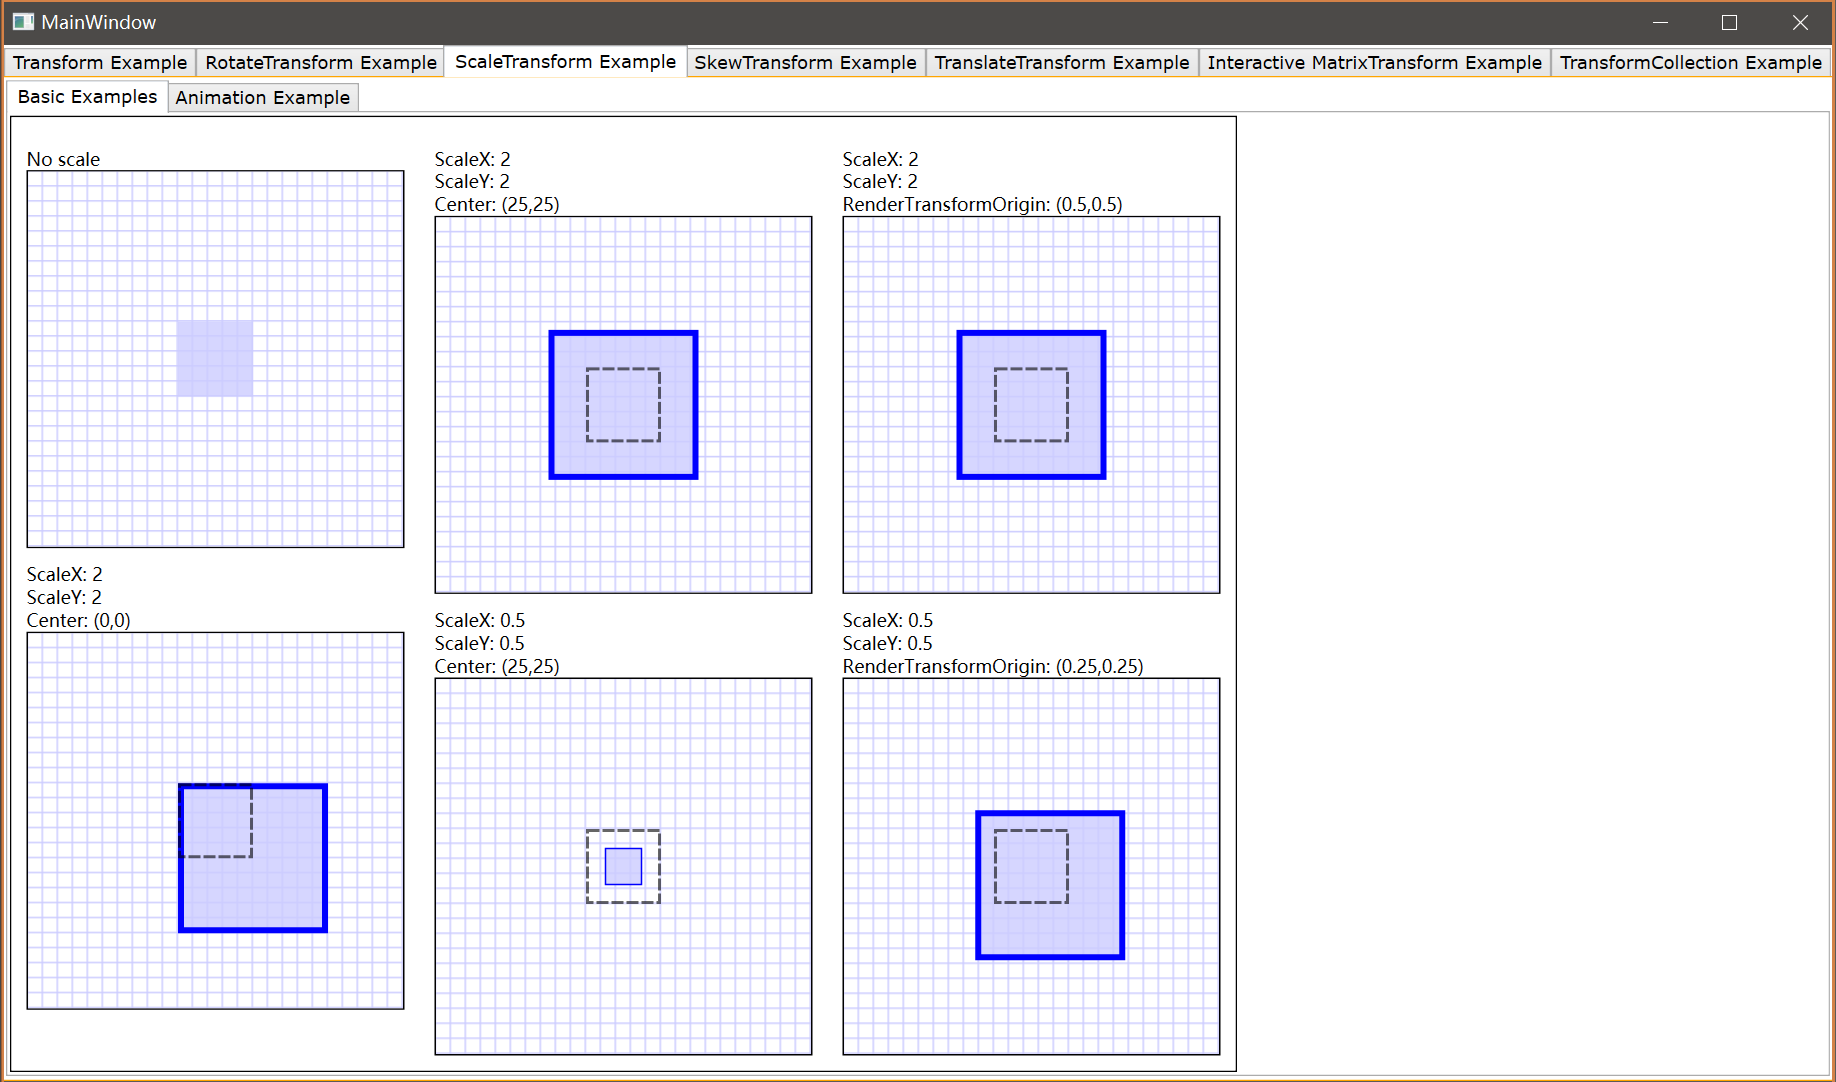 MainWindow
Transform Example
RotateTransform Example
ScaleTransform Example
SkewTransform Example
TranslateTransform Example
Interactive MatrixTransform Example
TransformCollection Example
Basic Examples
Animation Example
No scale
ScaleX: 2
ScaleY: 2
Center: (25,25)
ScaleX: 2
ScaleY: 2
RenderTransformOrigin: (0.5,0.5)
ScaleX: 2
ScaleY: 2
Center: (0,0)
ScaleX: 0.5
ScaleY: 0.5
Center: (25,25)
ScaleX: 0.5
ScaleY: 0.5
RenderTransformOrigin: (0.25,0.25)